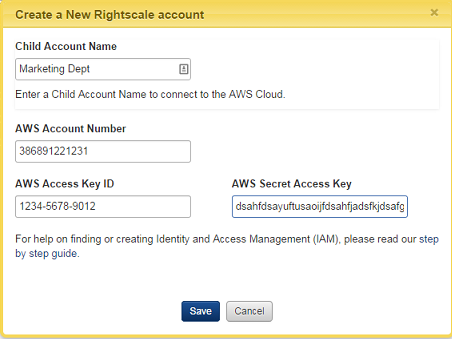 Create a New Rightscale account
Child Account Name
Marketing Dept
Enter a Child Account Name to connect to the AWS Cloud.
AWS Account Number
386891221231
AWS Access Key ID AWS Secret Access Key
1234-5678-9012 dsahfdsayuftusaoijfdsahfjadsfkjdsafg
For help on finding or creating Identity and Access Management (IAM), please read our step
by step guide.
Save Cancel